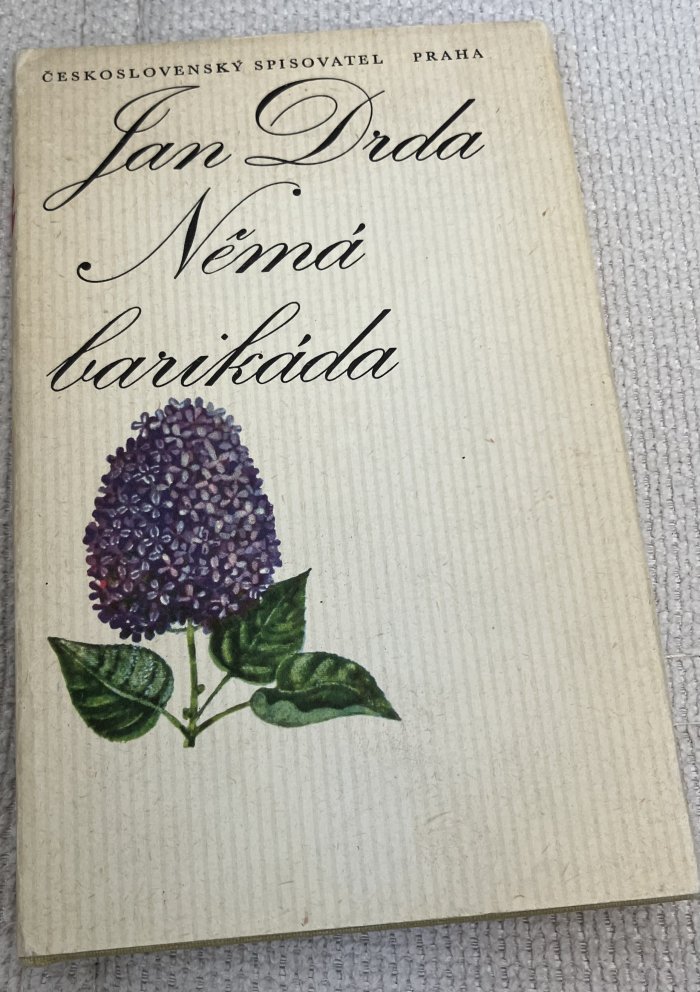 ČESKOSLOVENSKÝ SPISOVATEL PRAHA
Jan Drda
Němá
barikáda